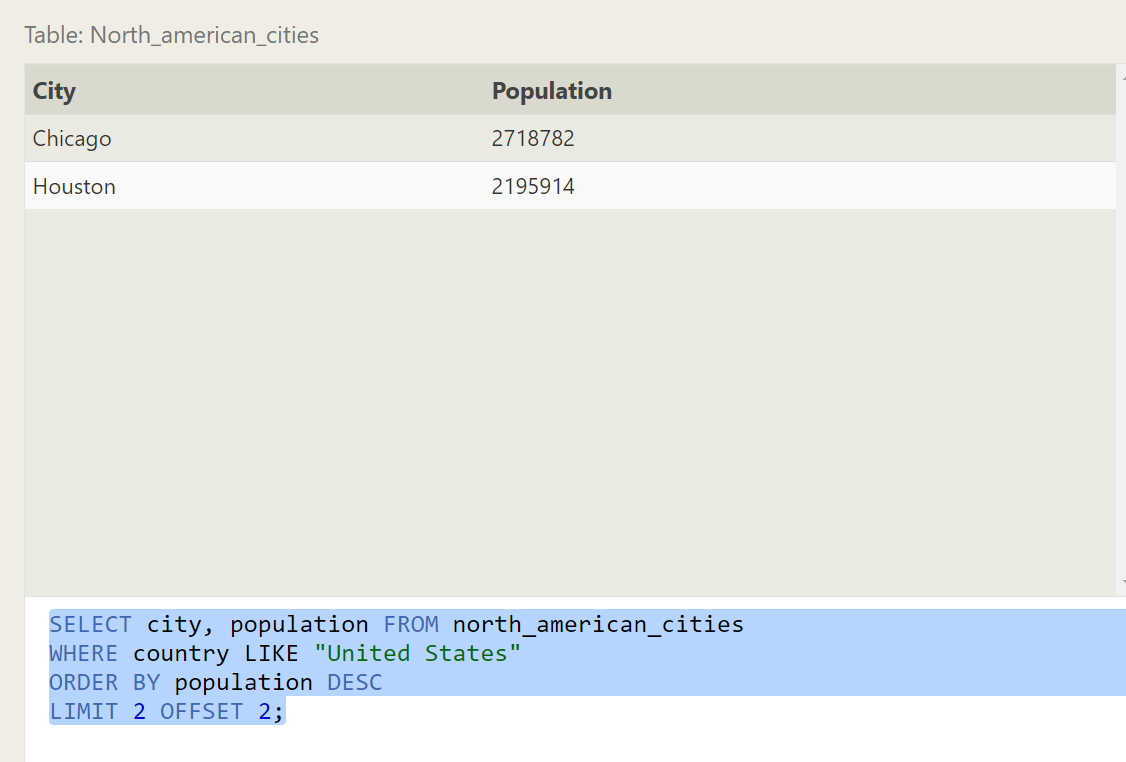 Table: North_american_cities
City Population
Chicago 2718782
Houston 2195914
SELECT city, population FROM north_american_cities
WHERE country LIKE "United States"
ORDER BY population DESC
LIMIT 2 OFFSET 2;